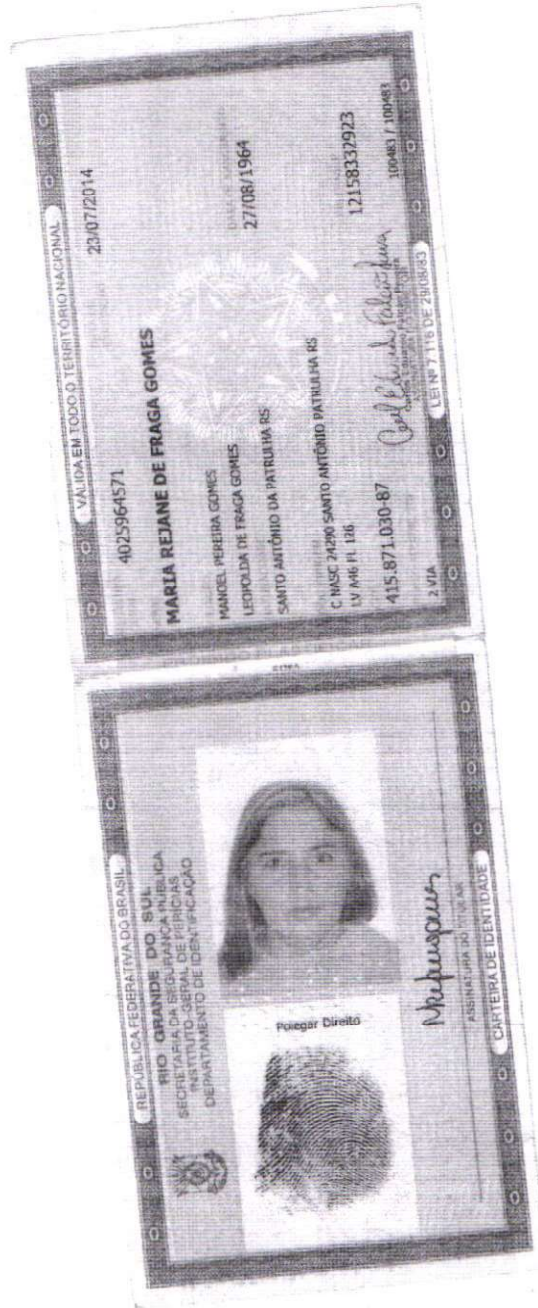 REPÚBLICA FEDERATIVA DO BRASIL
RIO GRANDE DO SUL
SECRETARIA DA SEGURANÇA PÚBLICA
INSTITUTO-GERAL DE PERÍCIAS
DEPARTAMENTO DE IDENTIFICAÇÃO
Polegar Direito
ASSINATURA DO TITULAR
CARTEIRA DE IDENTIDADE
VÁLIDA EM TODO O TERRITÓRIO NACIONAL
4025964571 23/07/2014
MARIA REJANE DE FRAGA GOMES
MANOEL PEREIRA GOMES
LEOPOLDA DE FRAGA GOMES
SANTO ANTÔNIO DA PATRULHA RS 27/08/1964
C NASC 24290 SANTO ANTÔNIO PATRULHA RS
LV A46 FL 126
415.871.030-87 12158332923
2 VIA 100483 / 100483
LEI Nº 7.116 DE 29/08/83